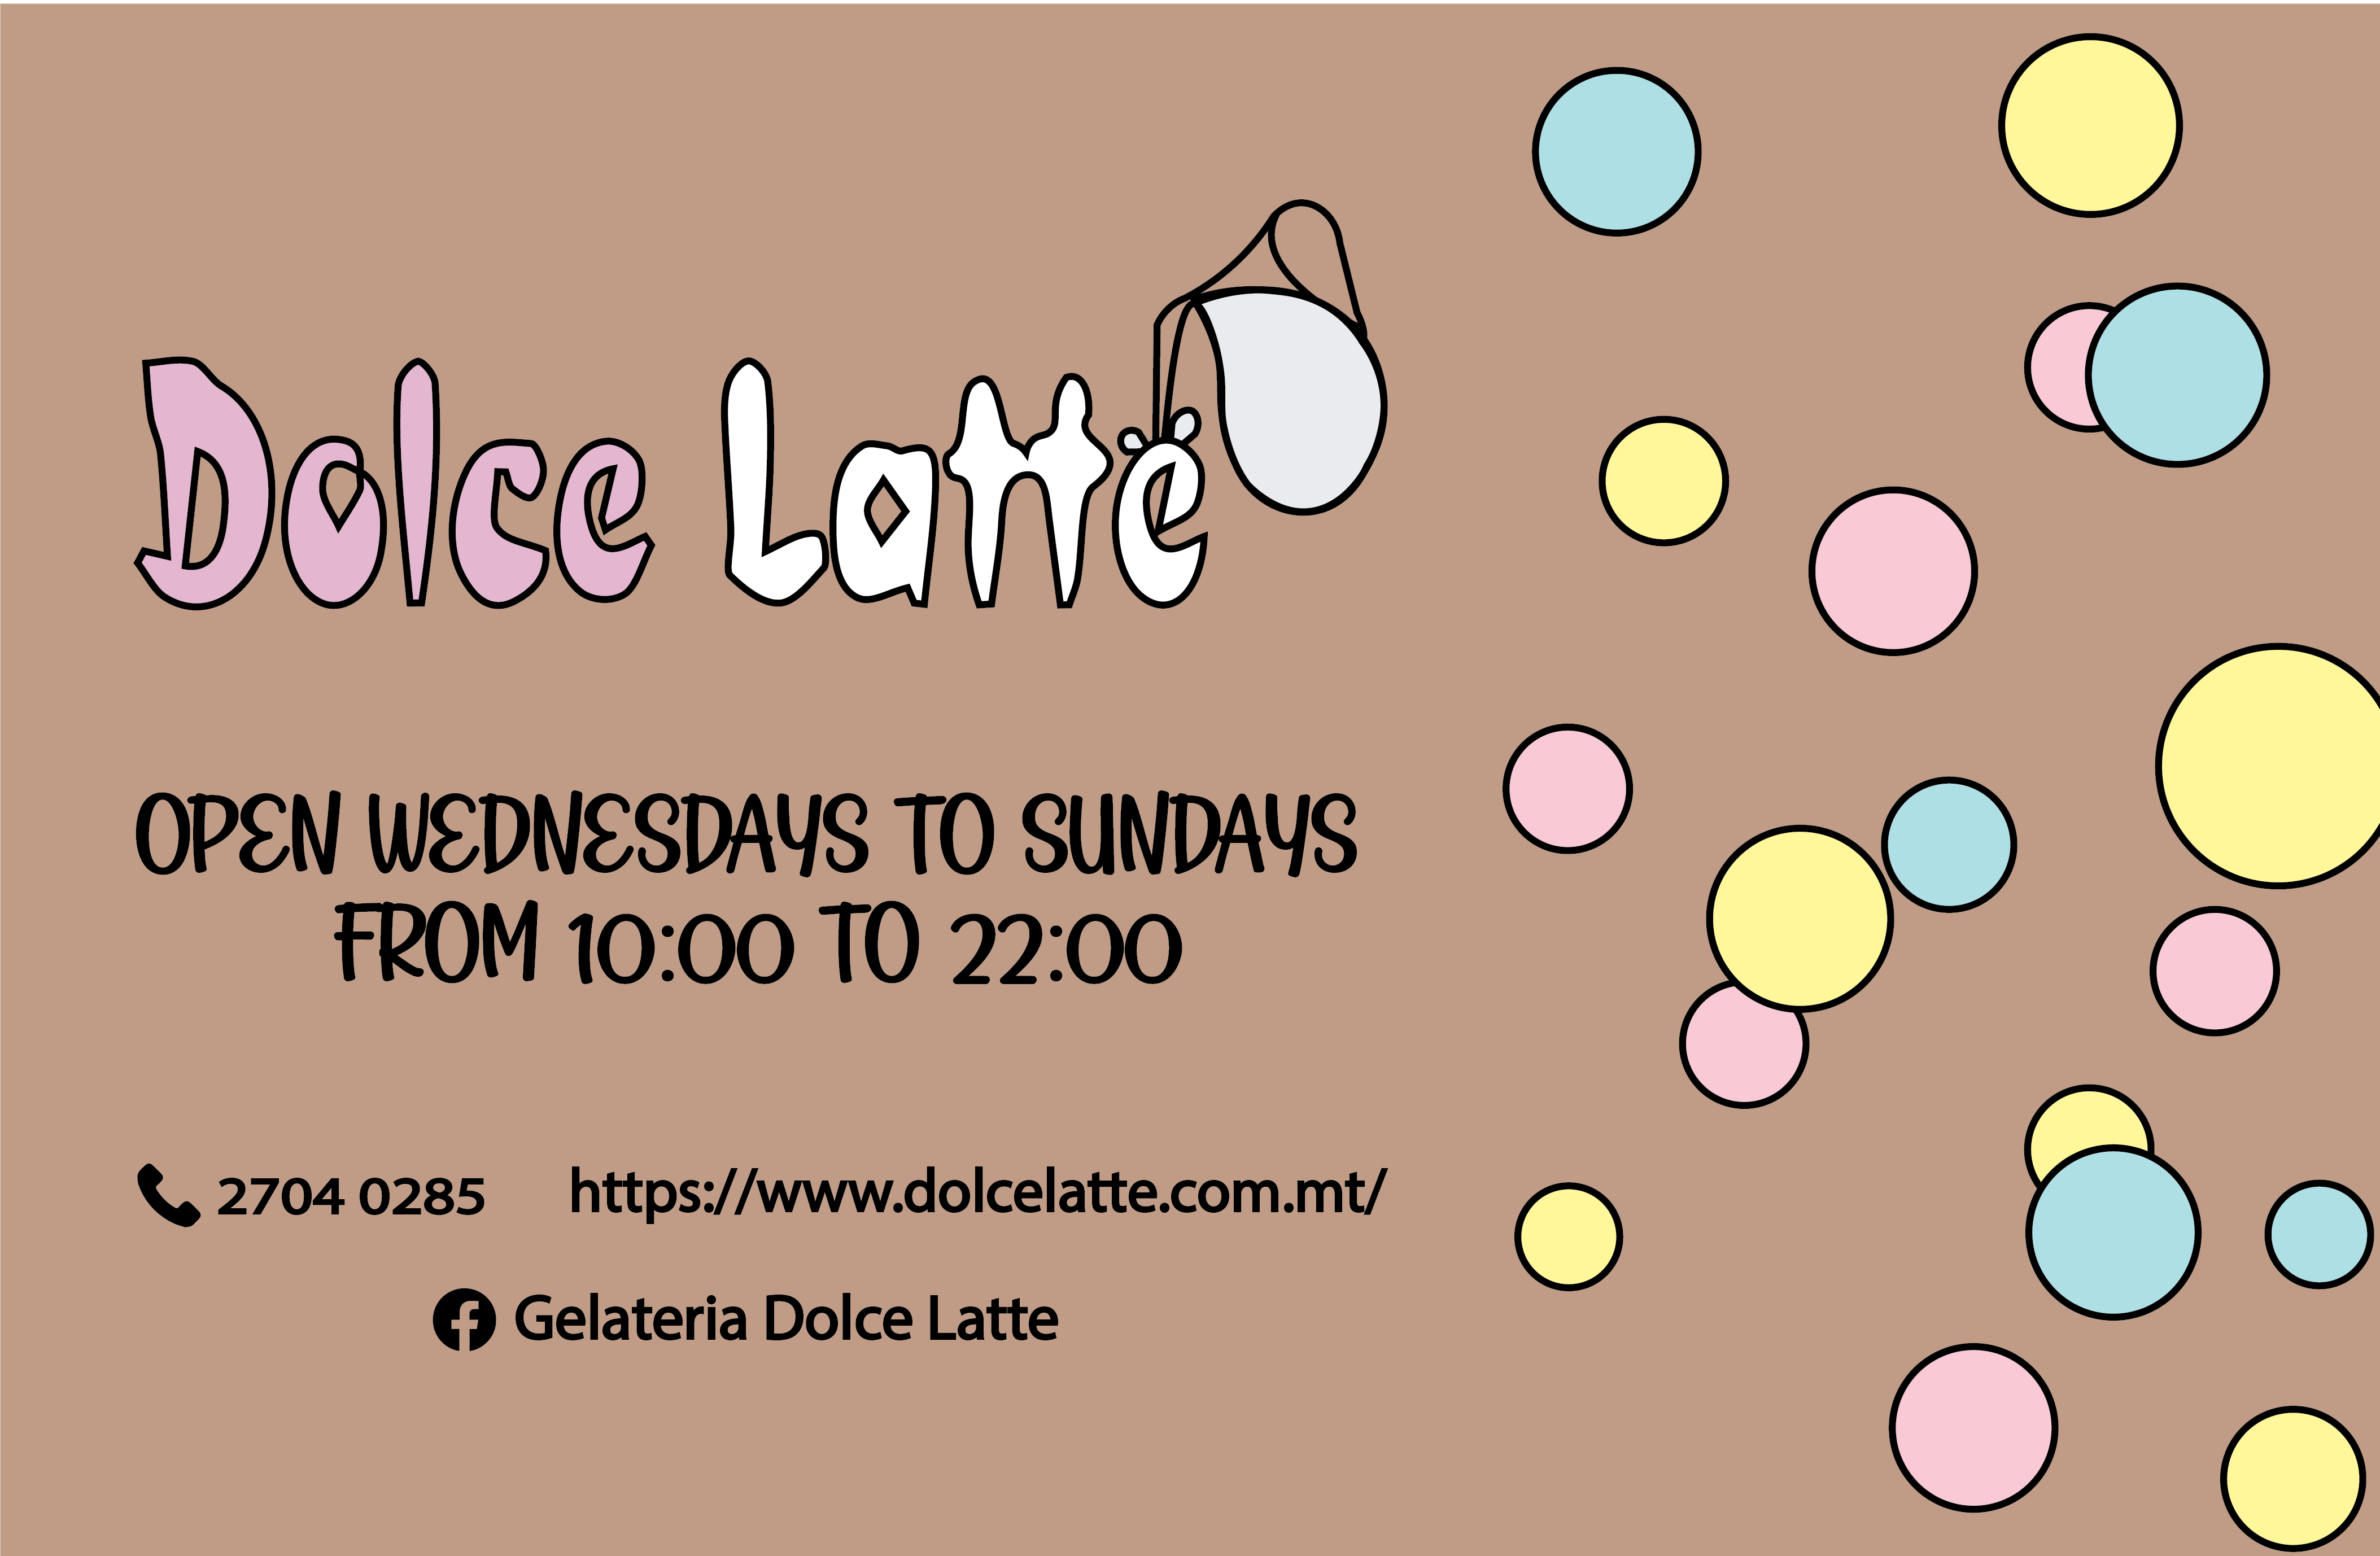 Dolce Latte
OPEN WEDNESDAYS TO SUNDAYS
FROM 10:00 TO 22:00
2704 0285 https://www.dolcelatte.com.mt/
Gelateria Dolce Latte